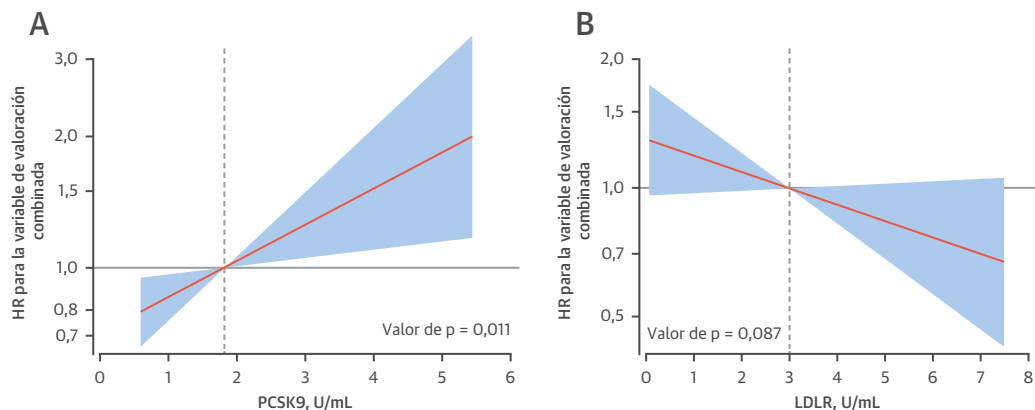 A
HR para la variable de valoración
combinada
3,0
2,0
1,5
1,0
0,8
0,7
Valor de p = 0,011
0 1 2 3 4 5 6
PCSK9, U/mL
B
HR para la variable de valoración
combinada
2,0
1,5
1,0
0,7
0,5
Valor de p = 0,087
0 1 2 3 4 5 6 7 8
LDLR, U/mL